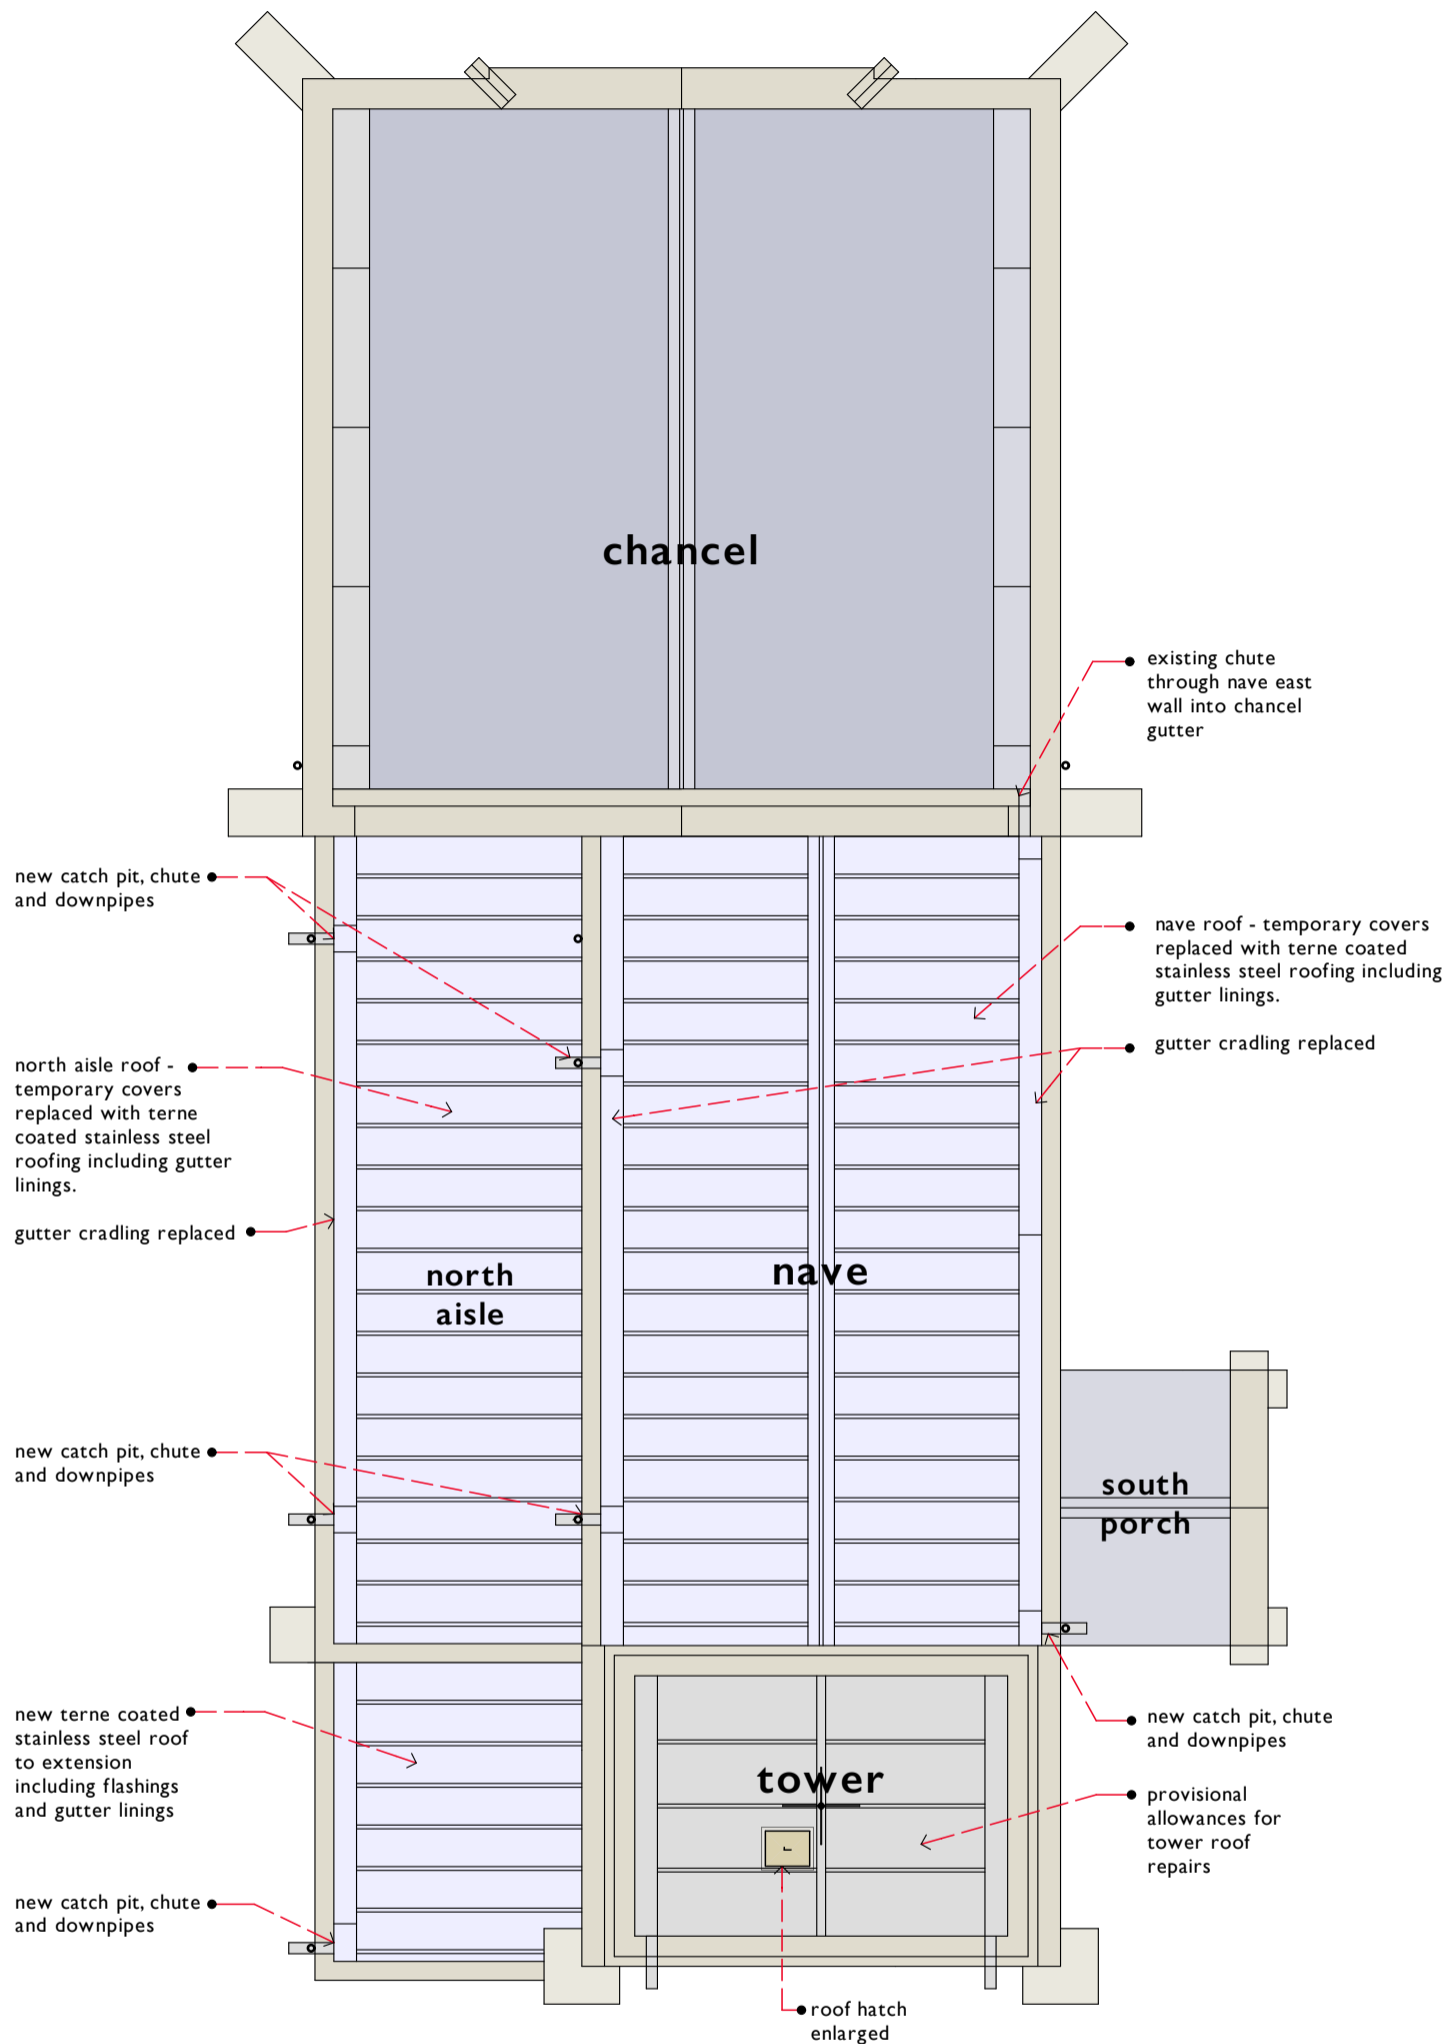 chancel
existing chute
through nave east
wall into chancel
gutter
new catch pit, chute
and downpipes
nave roof - temporary covers
replaced with terne coated
stainless steel roofing including
gutter linings.
gutter cradling replaced
north aisle roof -
temporary covers
replaced with terne
coated stainless steel
roofing including gutter
linings.
gutter cradling replaced
north
aisle
nave
new catch pit, chute
and downpipes
south
porch
new terne coated
stainless steel roof
to extension
including flashings
and gutter linings
new catch pit, chute
and downpipes
tower
provisional
allowances for
tower roof
repairs
new catch pit, chute
and downpipes
roof hatch
enlarged